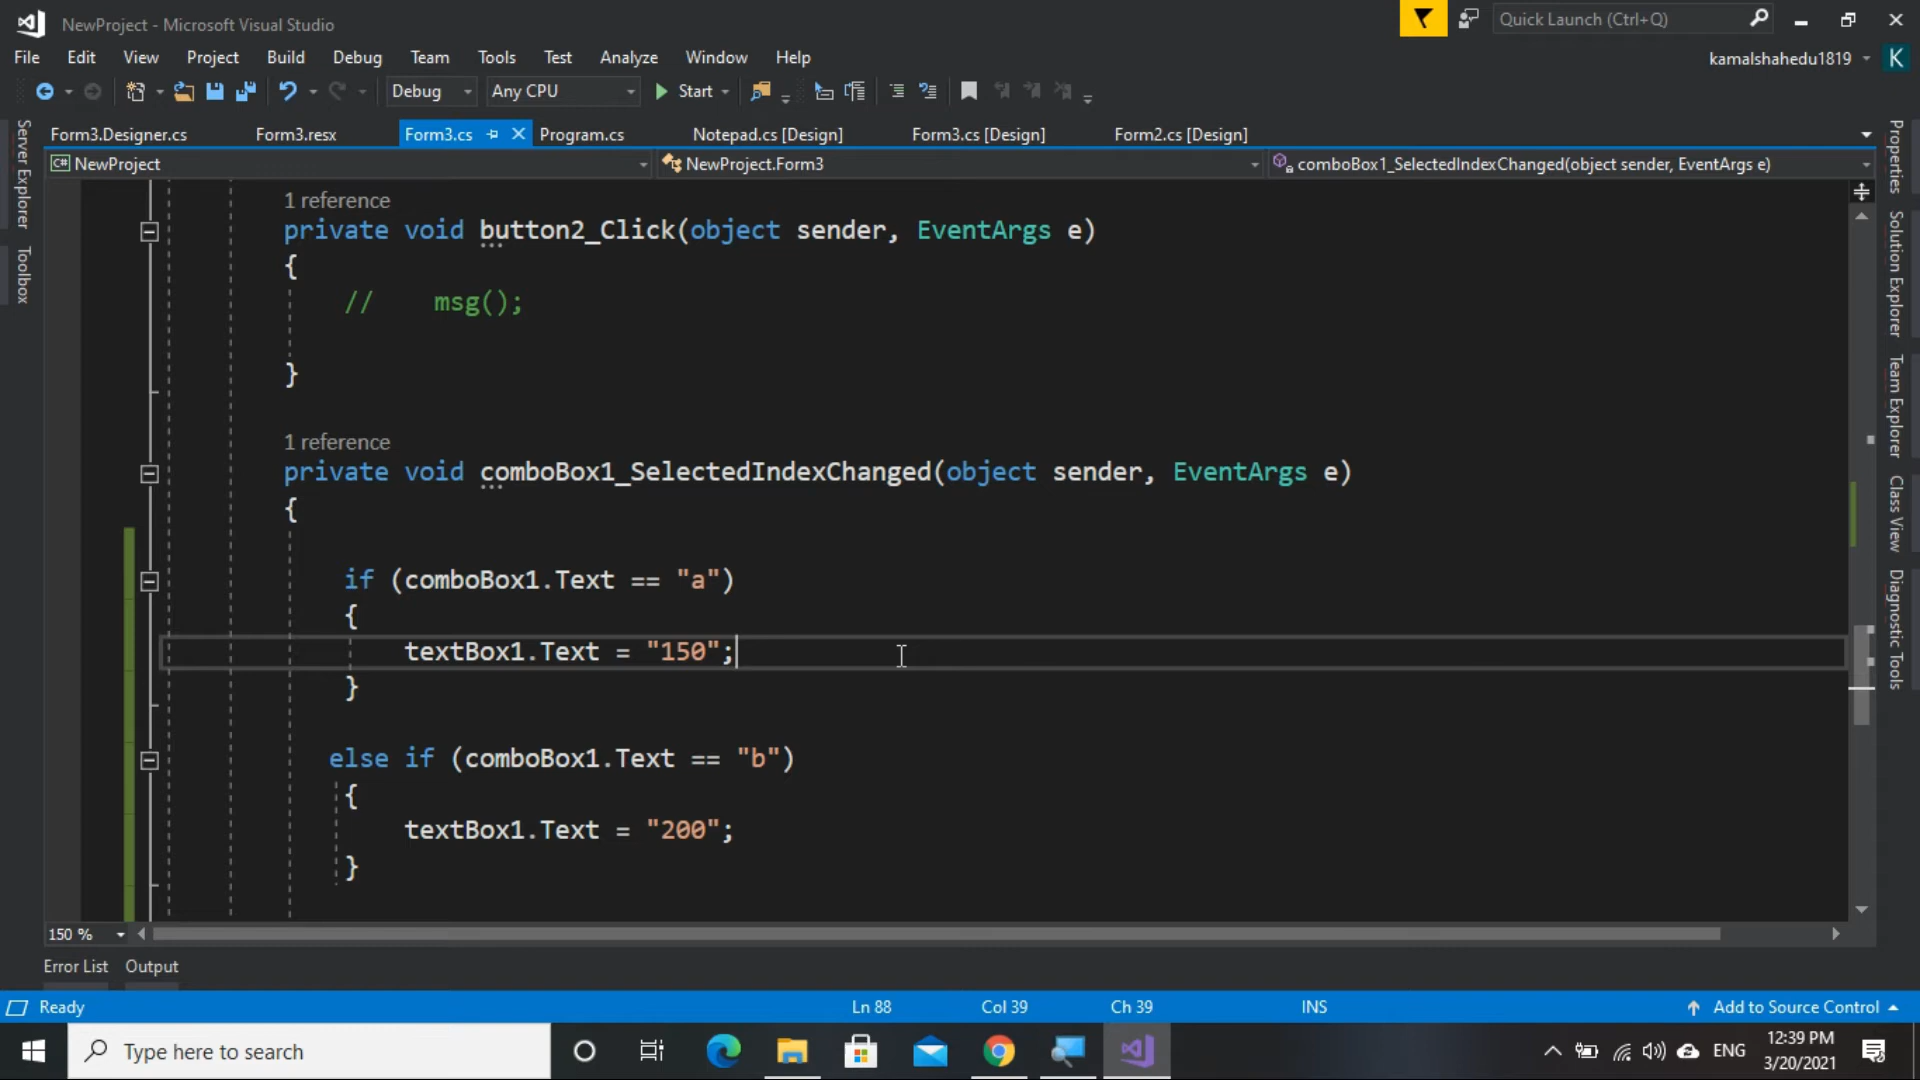 NewProject - Microsoft Visual Studio
Quick Launch (Ctrl+Q)
File Edit View Project Build Debug Team Tools Test Analyze Window Help
kamalshahedu1819 K
Debug Any CPU Start
Form3.Designer.cs Form3.resx Form3.cs Program.cs Notepad.cs [Design] Form3.cs [Design] Form2.cs [Design]
C# NewProject NewProject.Form3 comboBox1_SelectedIndexChanged(object sender, EventArgs e)
Server Explorer
Toolbox
1 reference
private void button2_Click(object sender, EventArgs e)
{
// msg();
}
1 reference
private void comboBox1_SelectedIndexChanged(object sender, EventArgs e)
{
if (comboBox1.Text == "a")
{
textBox1.Text = "150";
}
else if (comboBox1.Text == "b")
{
textBox1.Text = "200";
}
Properties
Solution Explorer
Team Explorer
Class View
Diagnostic Tools
150 %
Error List Output
Ready Ln 88 Col 39 Ch 39 INS Add to Source Control
Type here to search
ENG
12:39 PM
3/20/2021